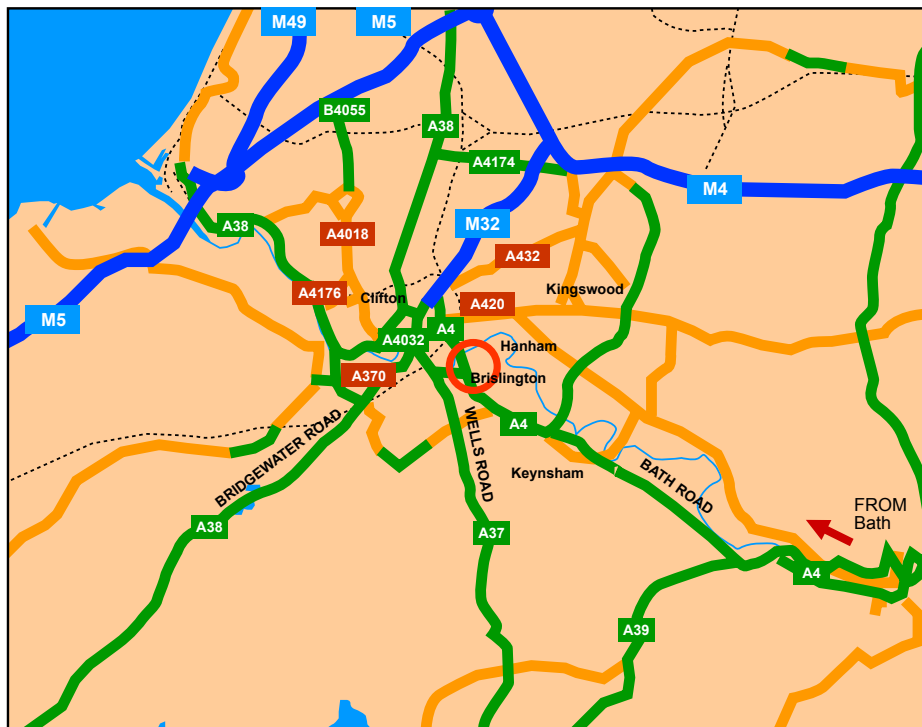 M49
M5
B4055
A38
A4174
M4
A38
A4018
M32
A432
A4176
Clifton
A420
Kingswood
M5
A4032
A4
Hanham
A370
Brislington
BRIDGEWATER ROAD
WELLS ROAD
A4
Keynsham
BATH ROAD
FROM
Bath
A38
A37
A4
A39